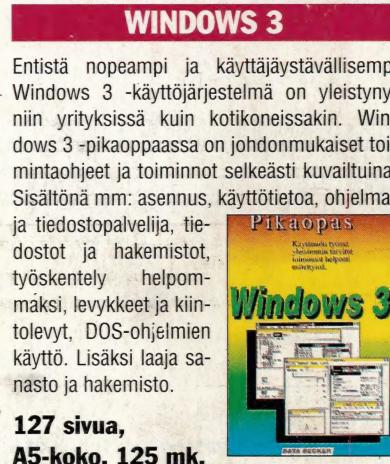 WINDOWS 3
Entistä nopeampi ja käyttäjäystävällisemp
Windows 3 -käyttöjärjestelmä on yleistyny
niin yrityksissä kuin kotikoneissakin. Win
dows 3 -pikaoppaassa on johdonmukaiset toi
mintaohjeet ja toiminnot selkeästi kuvailtuina
Sisältönä mm: asennus, käyttötietoa, ohjelma
ja tiedostopalvelija, tie-
dostot ja hakemistot,
työskentely helpom-
maksi, levykkeet ja kiin-
tolevyt, DOS-ohjelmien
käyttö. Lisäksi laaja sa-
nasto ja hakemisto.
127 sivua,
A5-koko. 125 mk.
Pikaopas
Windows 3
DATA BECKER